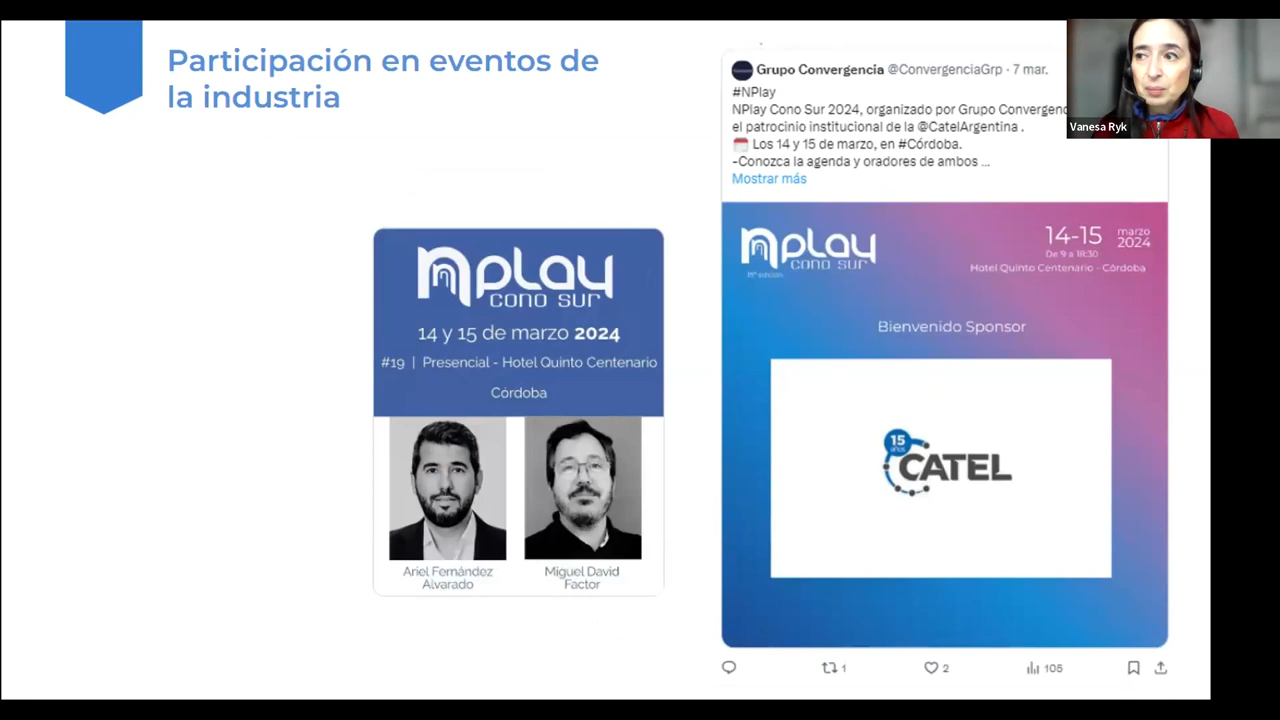 Participación en eventos de
la industria
nplay
cono sur
14 y 15 de marzo 2024
#19 | Presencial - Hotel Quinto Centenario
Córdoba
Ariel Fernández
Alvarado
Miguel David
Factor
Grupo Convergencia @ConvergenciaGrp · 7 mar.
#NPlay
NPlay Cono Sur 2024, organizado por Grupo Convergenc
el patrocinio institucional de la @CatelArgentina .
Los 14 y 15 de marzo, en #Córdoba.
-Conozca la agenda y oradores de ambos ...
Mostrar más
nplay
cono sur
19º edición
14-15 marzo
2024
De 9 a 18:30
Hotel Quinto Centenario - Córdoba
Bienvenido Sponsor
15
años
CATEL
1
2
105
Vanesa Ryk